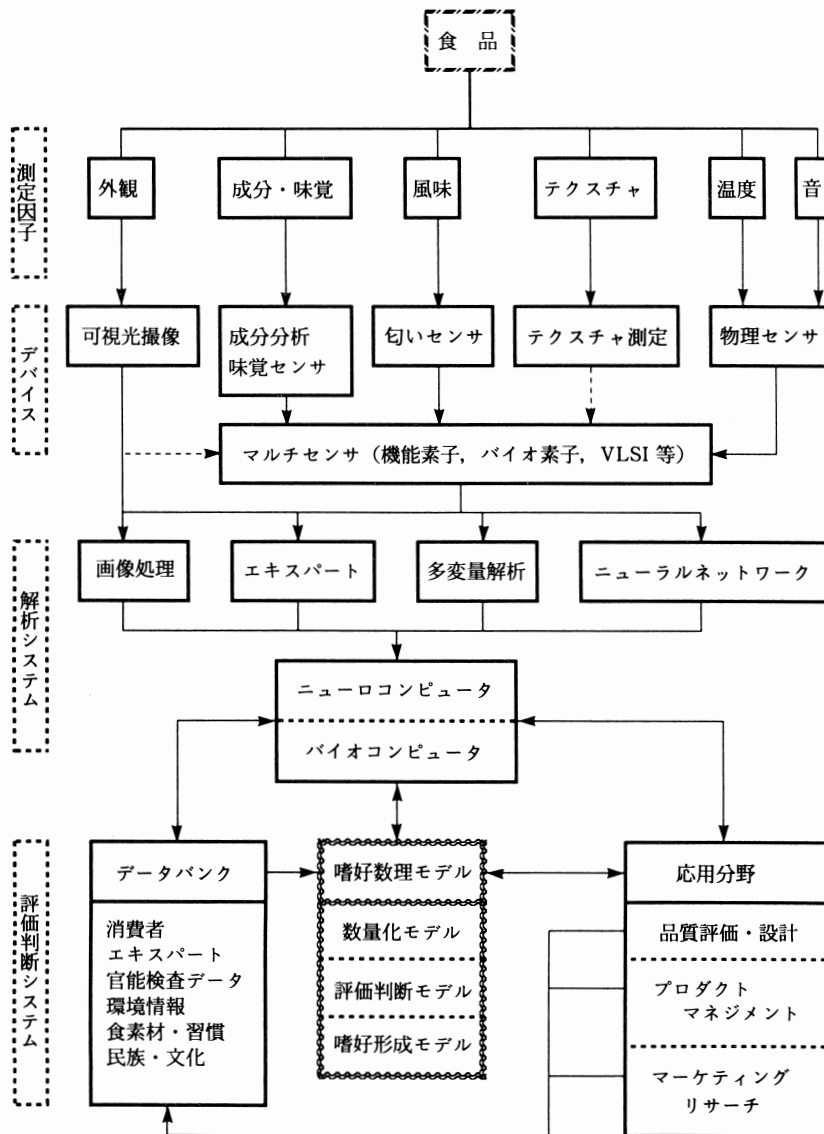 食 品
測定因子
外観
成分・味覚
風味
テクスチャ
温度
音
デバイス
可視光撮像
成分分析
味覚センサ
匂いセンサ
テクスチャ測定
物理センサ
マルチセンサ（機能素子，バイオ素子，VLSI 等）
解析システム
画像処理
エキスパート
多変量解析
ニューラルネットワーク
ニューロコンピュータ
バイオコンピュータ
評価判断システム
データバンク
消費者
エキスパート
官能検査データ
環境情報
食素材・習慣
民族・文化
嗜好数理モデル
数量化モデル
評価判断モデル
嗜好形成モデル
応用分野
品質評価・設計
プロダクト
マネジメント
マーケティング
リサーチ